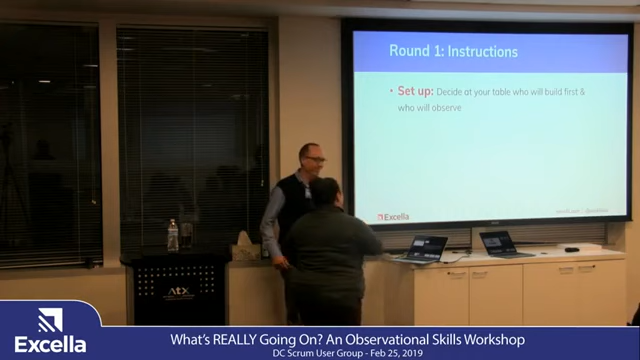 Round 1: Instructions
• Set up: Decide at your table who will build first &
who will observe
Excella
ATX
Excella
What's REALLY Going On? An Observational Skills Workshop
DC Scrum User Group - Feb 25, 2019